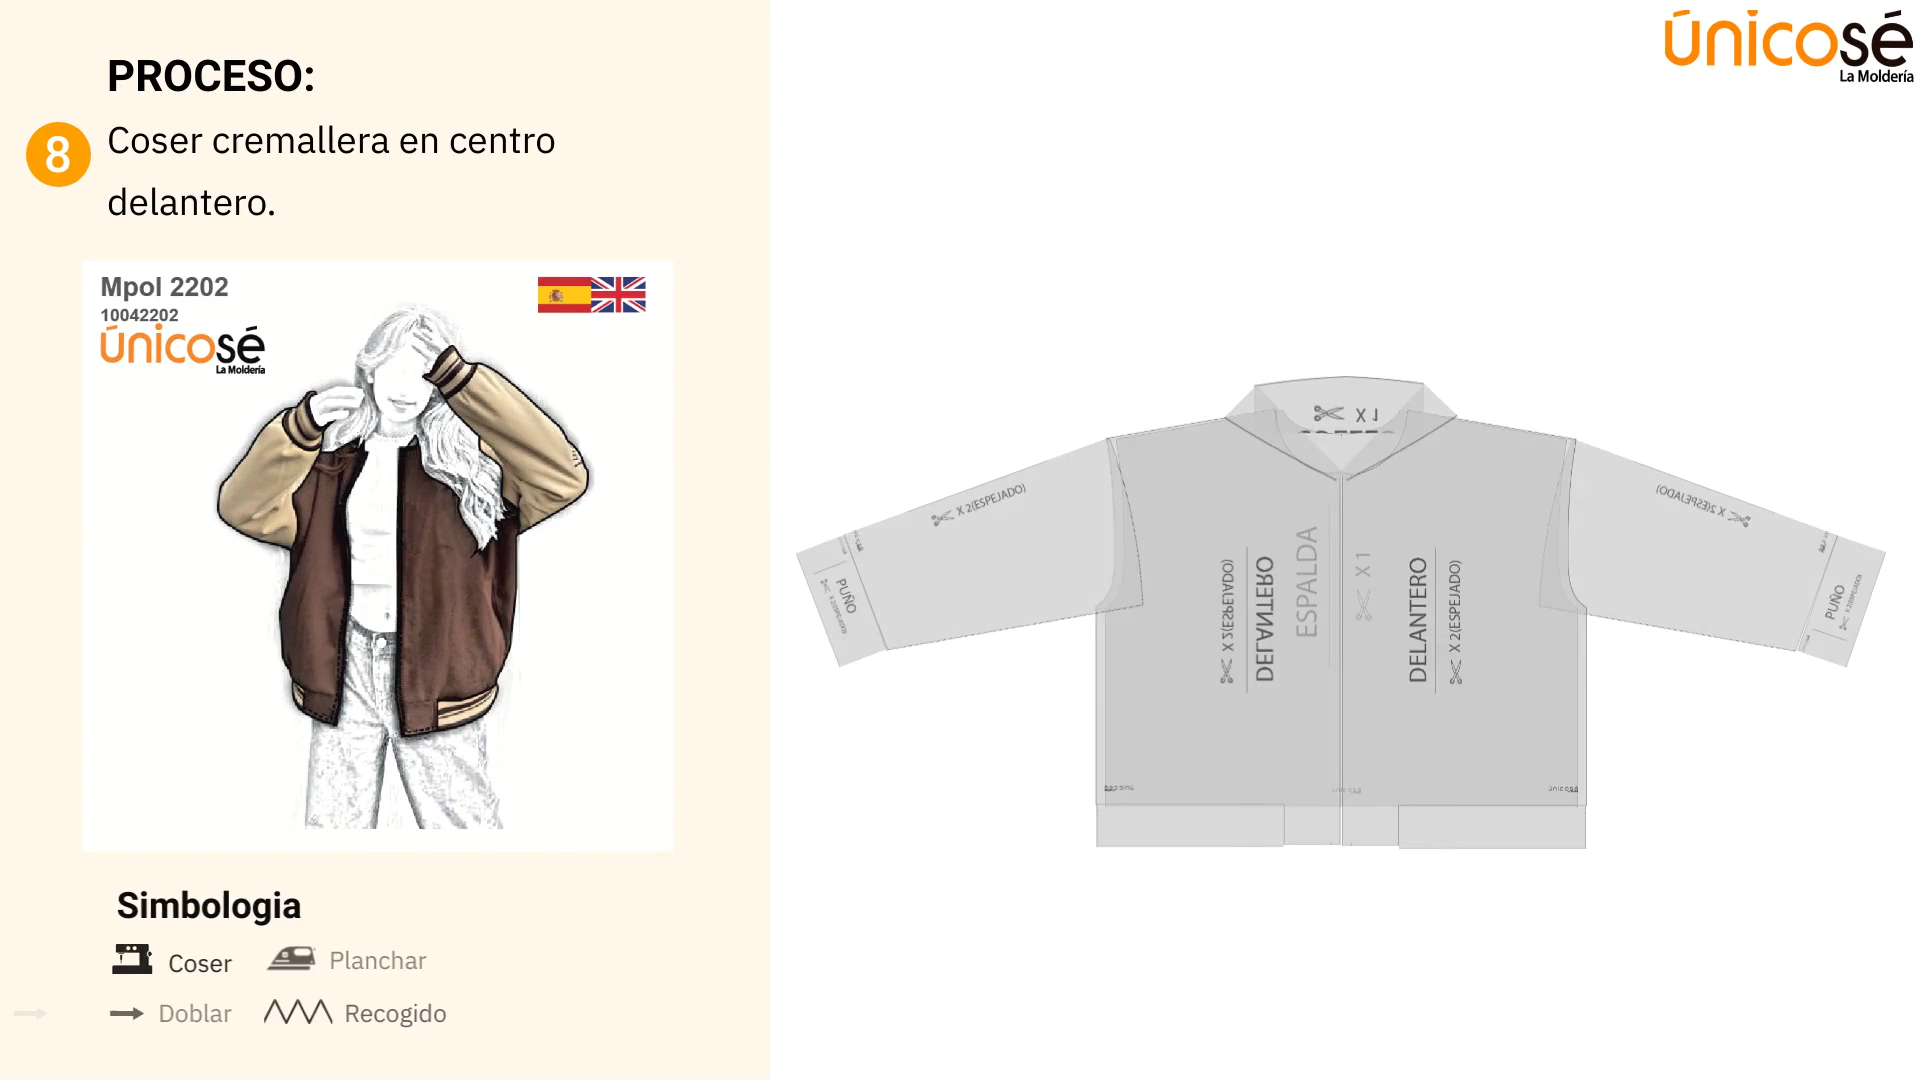 PROCESO:
8
Coser cremallera en centro
delantero.
Mpol 2202
10042202
únicosé
La Moldería
Simbologia
Coser
Planchar
Doblar
Recogido
únicosé
La Moldería
X 1
X 2(ESPEJADO)
X 2(ESPEJADO)
PUÑO
X 2(ESPEJADO)
X 2(ESPEJADO)
DELANTERO
ESPALDA
X 1
DELANTERO
X 2(ESPEJADO)
PUÑO
X 2(ESPEJADO)